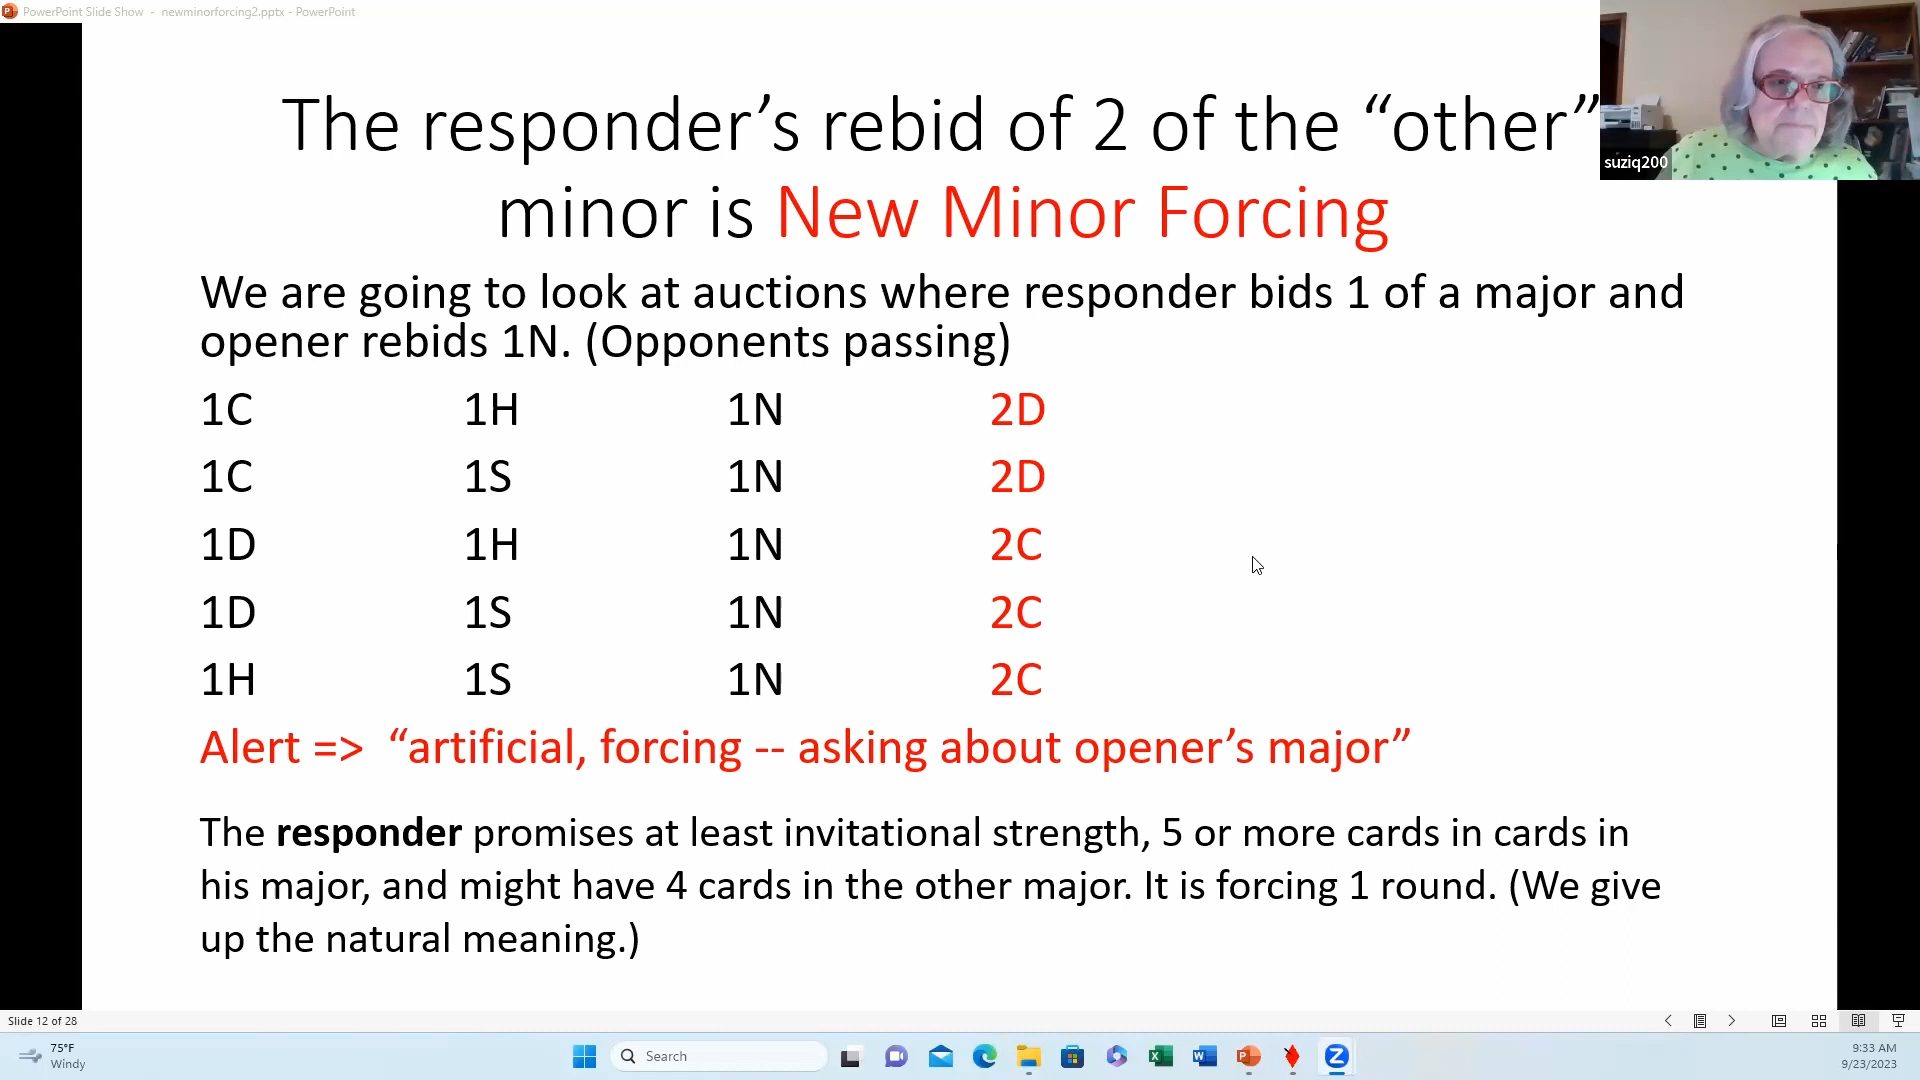 PowerPoint Slide Show - newminorforcing2.pptx - PowerPoint
The responder’s rebid of 2 of the “other”
minor is New Minor Forcing
suziq200
We are going to look at auctions where responder bids 1 of a major and
opener rebids 1N. (Opponents passing)
1C 1H 1N 2D
1C 1S 1N 2D
1D 1H 1N 2C
1D 1S 1N 2C
1H 1S 1N 2C
Alert => “artificial, forcing -- asking about opener’s major”
The responder promises at least invitational strength, 5 or more cards in cards in
his major, and might have 4 cards in the other major. It is forcing 1 round. (We give
up the natural meaning.)
Slide 12 of 28
75°F
Windy
Search
9:33 AM
9/23/2023